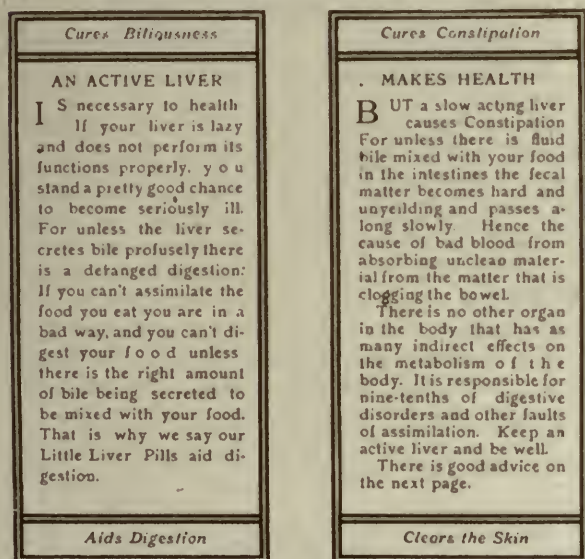 Cures Biliousness
AN ACTIVE LIVER
IS necessary to health
If your liver is lazy
and does not perform its
functions properly, you
stand a pretty good chance
to become seriously ill.
For unless the liver se-
cretes bile profusely there
is a deranged digestion.
If you can't assimilate the
food you eat you are in a
bad way, and you can't di-
gest your food unless
there is the right amount
of bile being secreted to
be mixed with your food.
That is why we say our
Little Liver Pills aid di-
gestion.
Aids Digestion
Cures Constipation
. MAKES HEALTH
BUT a slow acting liver
causes Constipation
For unless there is fluid
bile mixed with your food
in the intestines the fecal
matter becomes hard and
unyeilding and passes a-
long slowly Hence the
cause of bad blood from
absorbing unclean mater-
ial from the matter that is
clogging the bowel.
There is no other organ
in the body that has as
many indirect effects on
the metabolism of the
body. It is responsible for
nine-tenths of digestive
disorders and other faults
of assimilation. Keep an
active liver and be well.
There is good advice on
the next page.
Clears the Skin